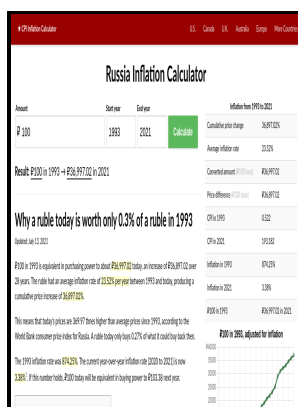 ★ CPI Inflation Calculator
U.S. Canada U.K. Australia Europe More Countries
Russia Inflation Calculator
Amount Start year End year
₽ 100 1993 2021 Calculate
Result: ₽100 in 1993 → ₽36,997.02 in 2021
Why a ruble today is worth only 0.3% of a ruble in 1993
Updated: July 13, 2021
₽100 in 1993 is equivalent in purchasing power to about ₽36,997.02 today, an increase of ₽36,897.02 over
28 years. The ruble had an average inflation rate of 23.52% per year between 1993 and today, producing a
cumulative price increase of 36,897.02%.
This means that today's prices are 369.97 times higher than average prices since 1993, according to the
World Bank consumer price index for Russia. A ruble today only buys 0.27% of what it could buy back then.
The 1993 inflation rate was 874.25%. The current year-over-year inflation rate (2020 to 2021) is now
3.38%¹. If this number holds, ₽100 today will be equivalent in buying power to ₽103.38 next year.
Inflation from 1993 to 2021
Cumulative price change 36,897.02%
Average inflation rate 23.52%
Converted amount (₽100 base) ₽36,997.02
Price difference (₽100 base) ₽36,897.02
CPI in 1993 0.522
CPI in 2021 193.182
Inflation in 1993 874.25%
Inflation in 2021 3.38%
₽100 in 1993 ₽36,997.02 in 2021
₽100 in 1993, adjusted for inflation
₽4000
3500
3000
2500
2000